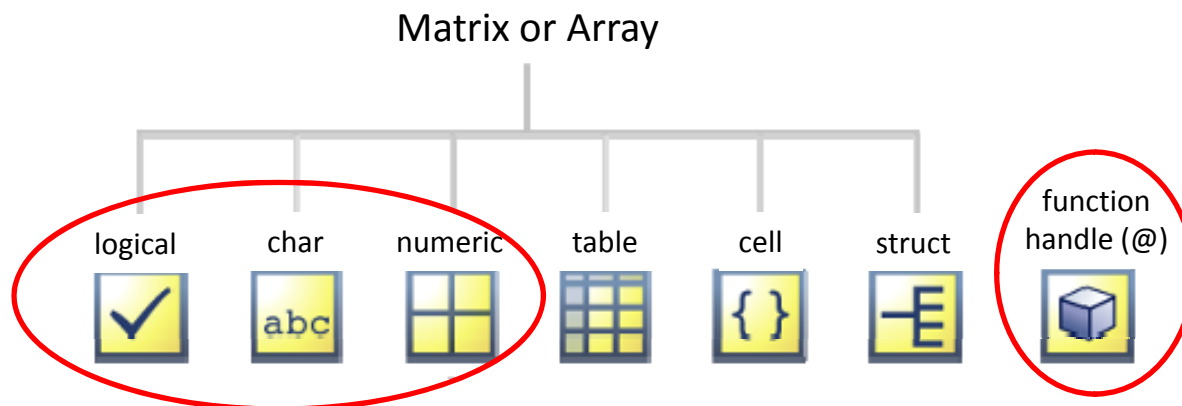 Matrix or Array
logical char numeric table cell struct
function
handle (@)
abc
{ }